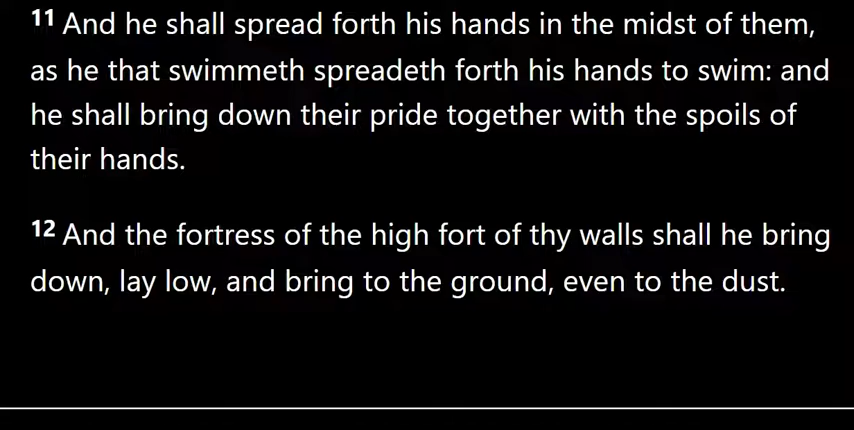 11 And he shall spread forth his hands in the midst of them,
as he that swimmeth spreadeth forth his hands to swim: and
he shall bring down their pride together with the spoils of
their hands.
12 And the fortress of the high fort of thy walls shall he bring
down, lay low, and bring to the ground, even to the dust.